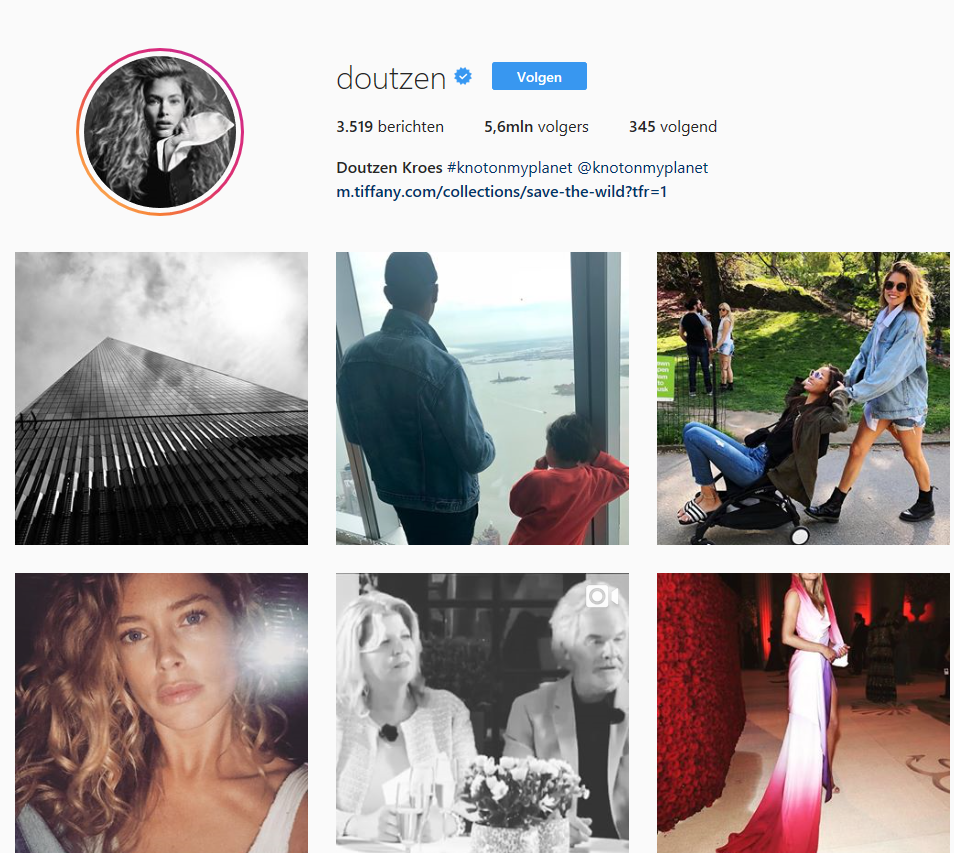 doutzen
Volgen
3.519 berichten 5,6mln volgers 345 volgend
Doutzen Kroes #knotonmyplanet @knotonmyplanet
m.tiffany.com/collections/save-the-wild?tfr=1